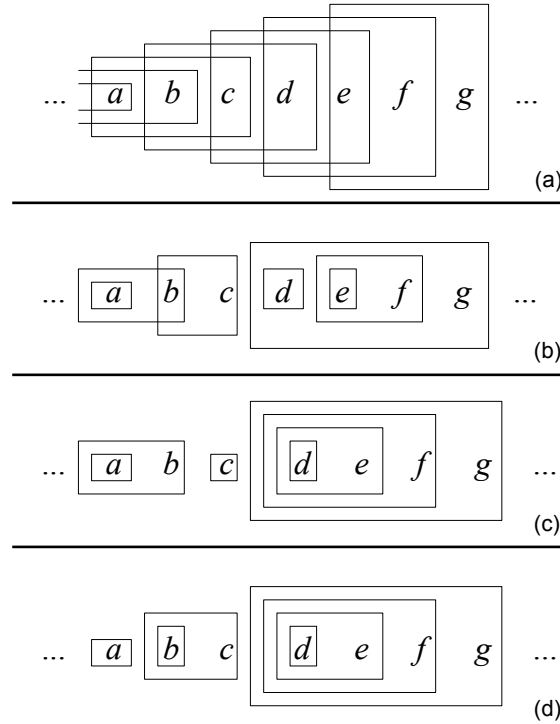 ... a b c d e f g ...
(a)
... a b c d e f g ...
(b)
... a b c d e f g ...
(c)
... a b c d e f g ...
(d)